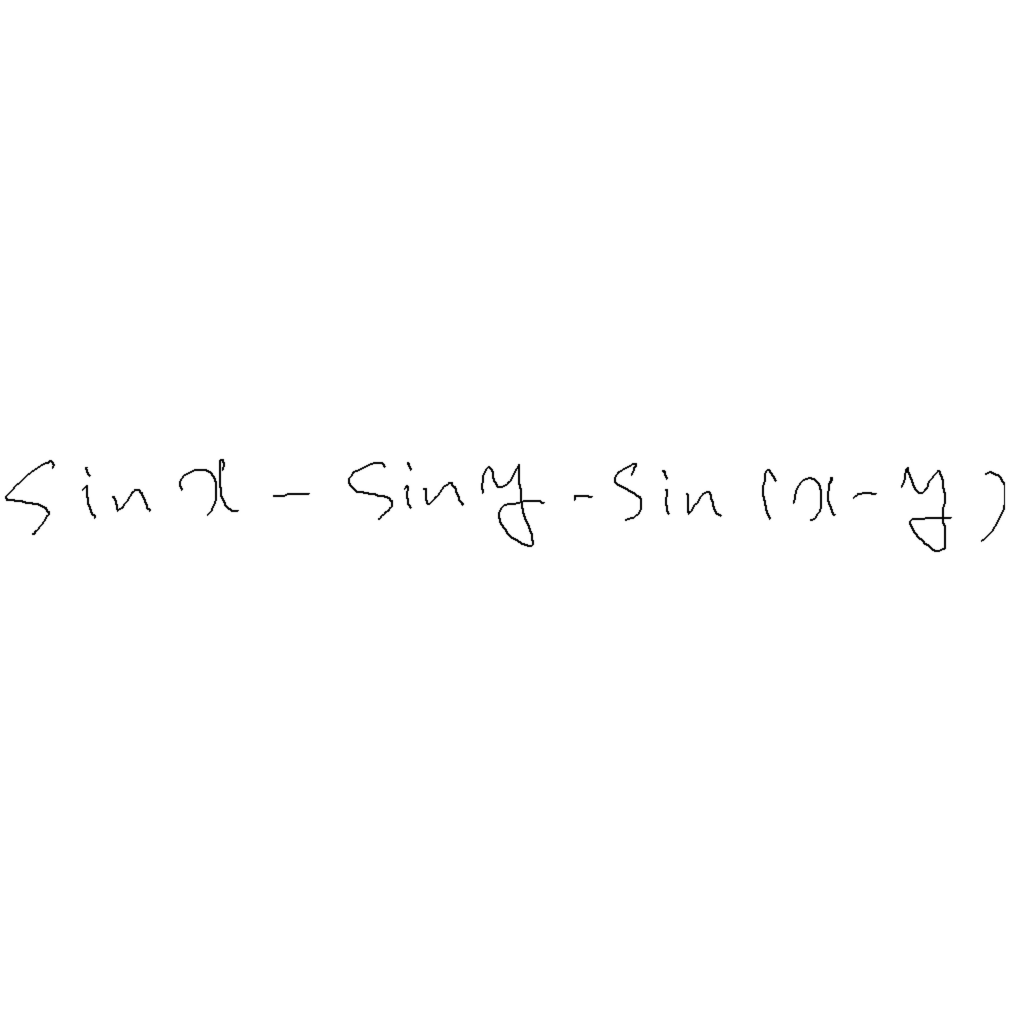 sin x - sin y - sin (x - y)